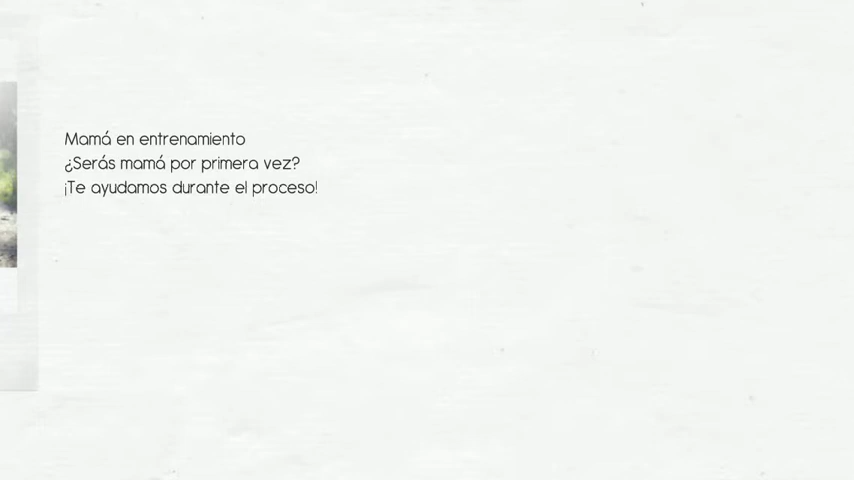 Mamá en entrenamiento
¿Serás mamá por primera vez?
¡Te ayudamos durante el proceso!